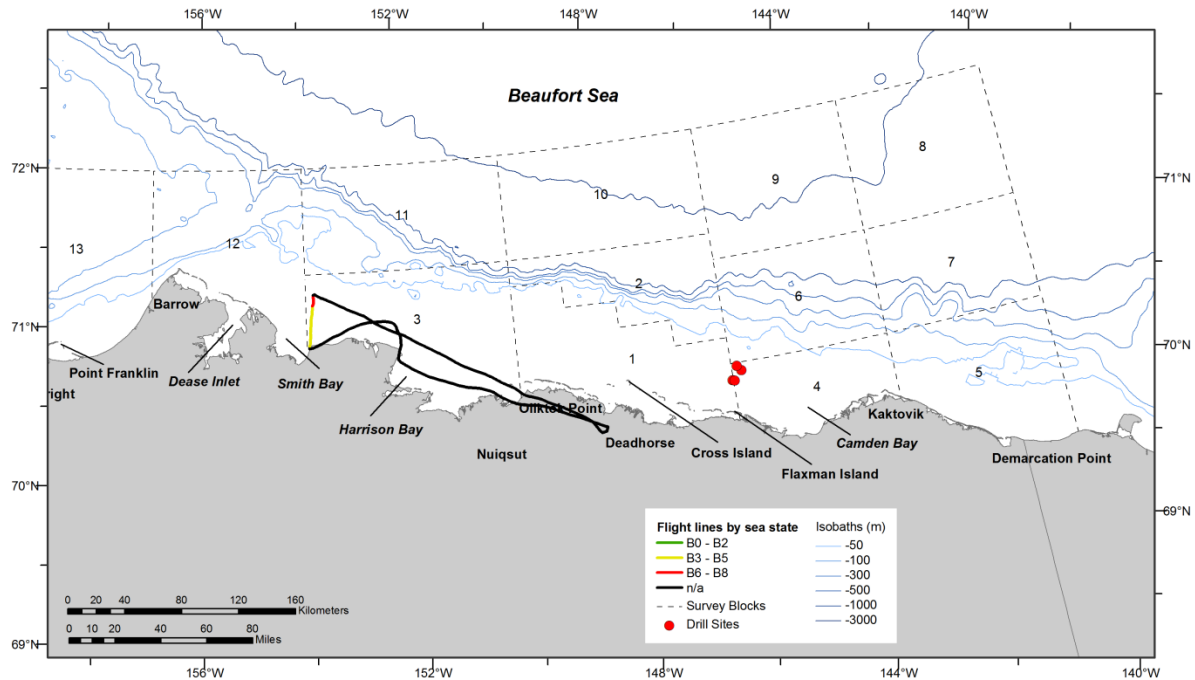 156°W 152°W 148°W 144°W 140°W
Beaufort Sea
8
72°N 71°N
9
10
11
13 12
7
2
6
3
Barrow
71°N 70°N
1
Point Franklin
5
right Dease Inlet Smith Bay
4
Oliktok Point
Kaktovik
Harrison Bay
Deadhorse Camden Bay
Nuiqsut Cross Island
Demarcation Point
Flaxman Island
70°N
69°N
Flight lines by sea state
B0 - B2
B3 - B5
B6 - B8
n/a
Survey Blocks
Drill Sites
Isobaths (m)
-50
-100
-300
-500
-1000
-3000
0 20 40 80 120 160
Kilometers
0 10 20 40 60 80
Miles
69°N
156°W 152°W 148°W 144°W 140°W